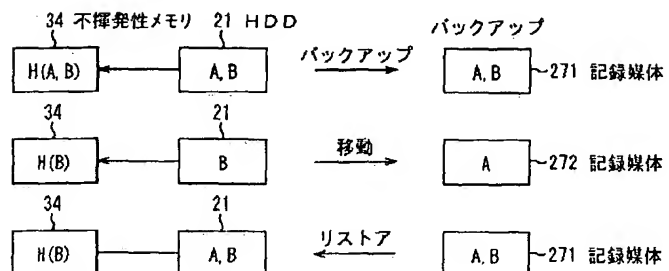 34 不揮発性メモリ 21 HDD バックアップ
H(A, B) A, B バックアップ A, B 271 記録媒体
34 21
H(B) B 移動 A 272 記録媒体
34 21
H(B) A, B リストア A, B 271 記録媒体